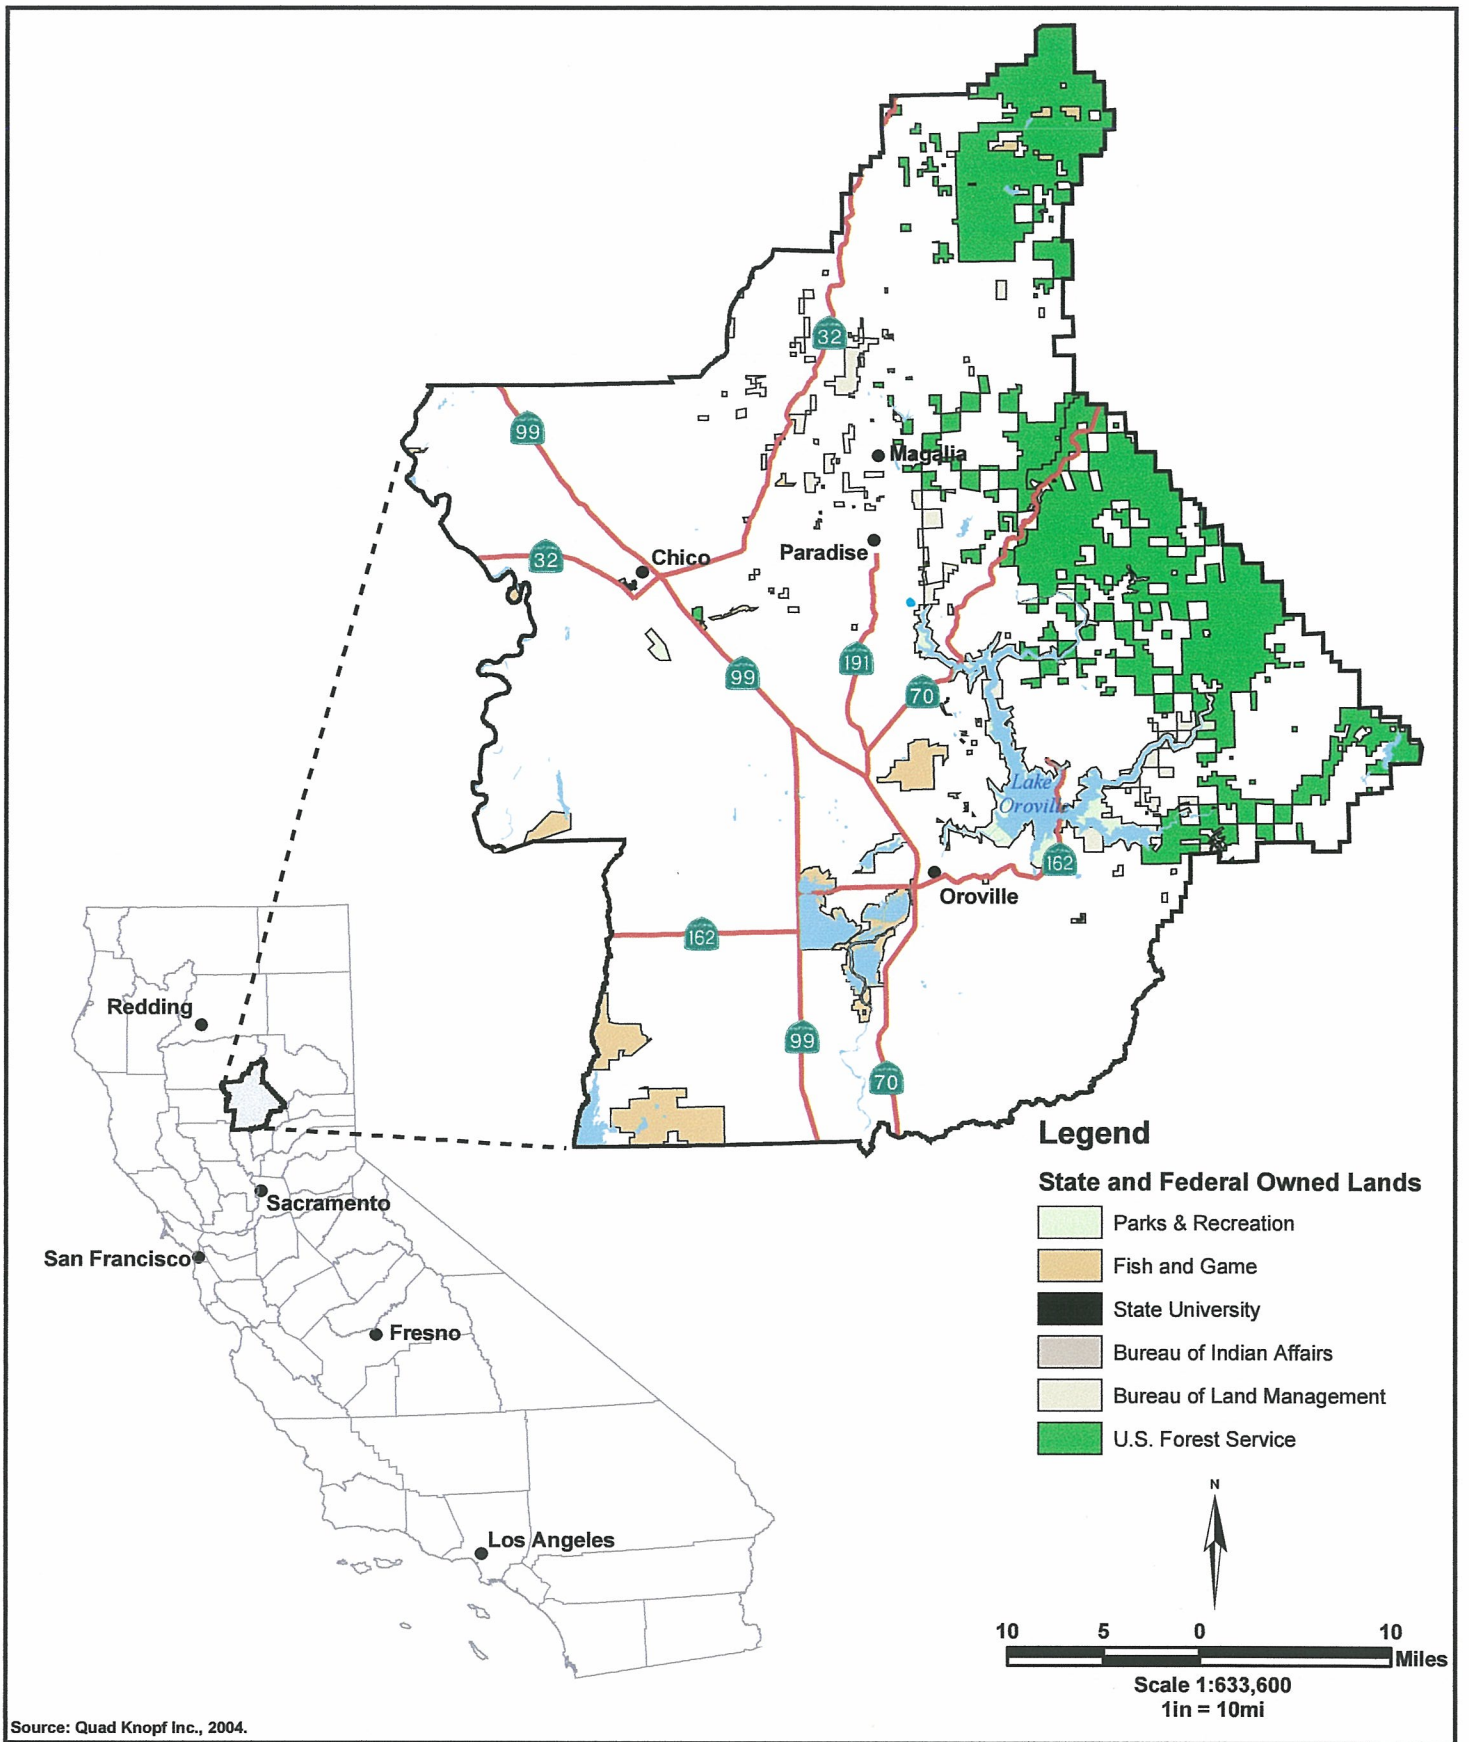 32
99
Magalia
Paradise
Chico
32
191
99
70
Lake
Oroville
162
Oroville
162
Redding
99
70
Legend
State and Federal Owned Lands
Sacramento
Parks & Recreation
San Francisco
Fish and Game
State University
Fresno
Bureau of Indian Affairs
Bureau of Land Management
U.S. Forest Service
N
Los Angeles
10 5 0 10
Miles
Scale 1:633,600
1in = 10mi
Source: Quad Knopf Inc., 2004.